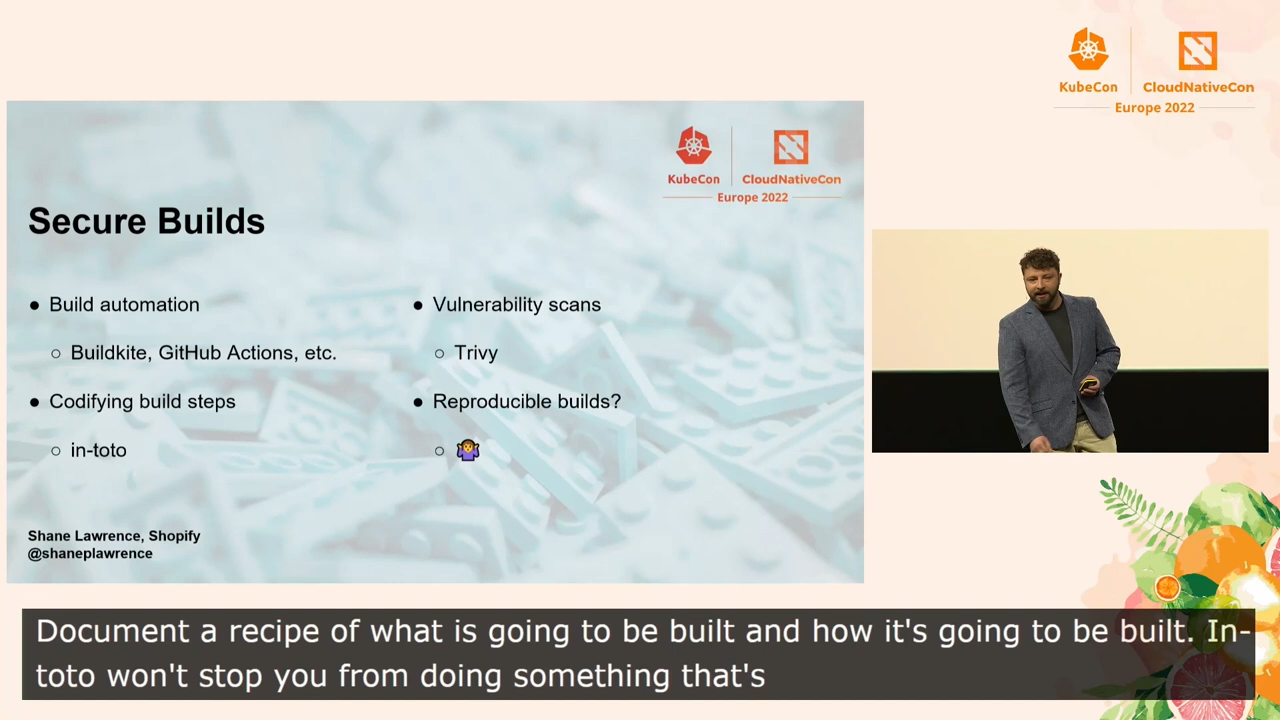 KubeCon
CloudNativeCon
Europe 2022
KubeCon
CloudNativeCon
Europe 2022
Secure Builds
● Build automation
○ Buildkite, GitHub Actions, etc.
● Codifying build steps
○ in-toto
● Vulnerability scans
○ Trivy
● Reproducible builds?
○ 🤷‍♀️
Shane Lawrence, Shopify
@shaneplawrence
Document a recipe of what is going to be built and how it's going to be built. In-
toto won't stop you from doing something that's